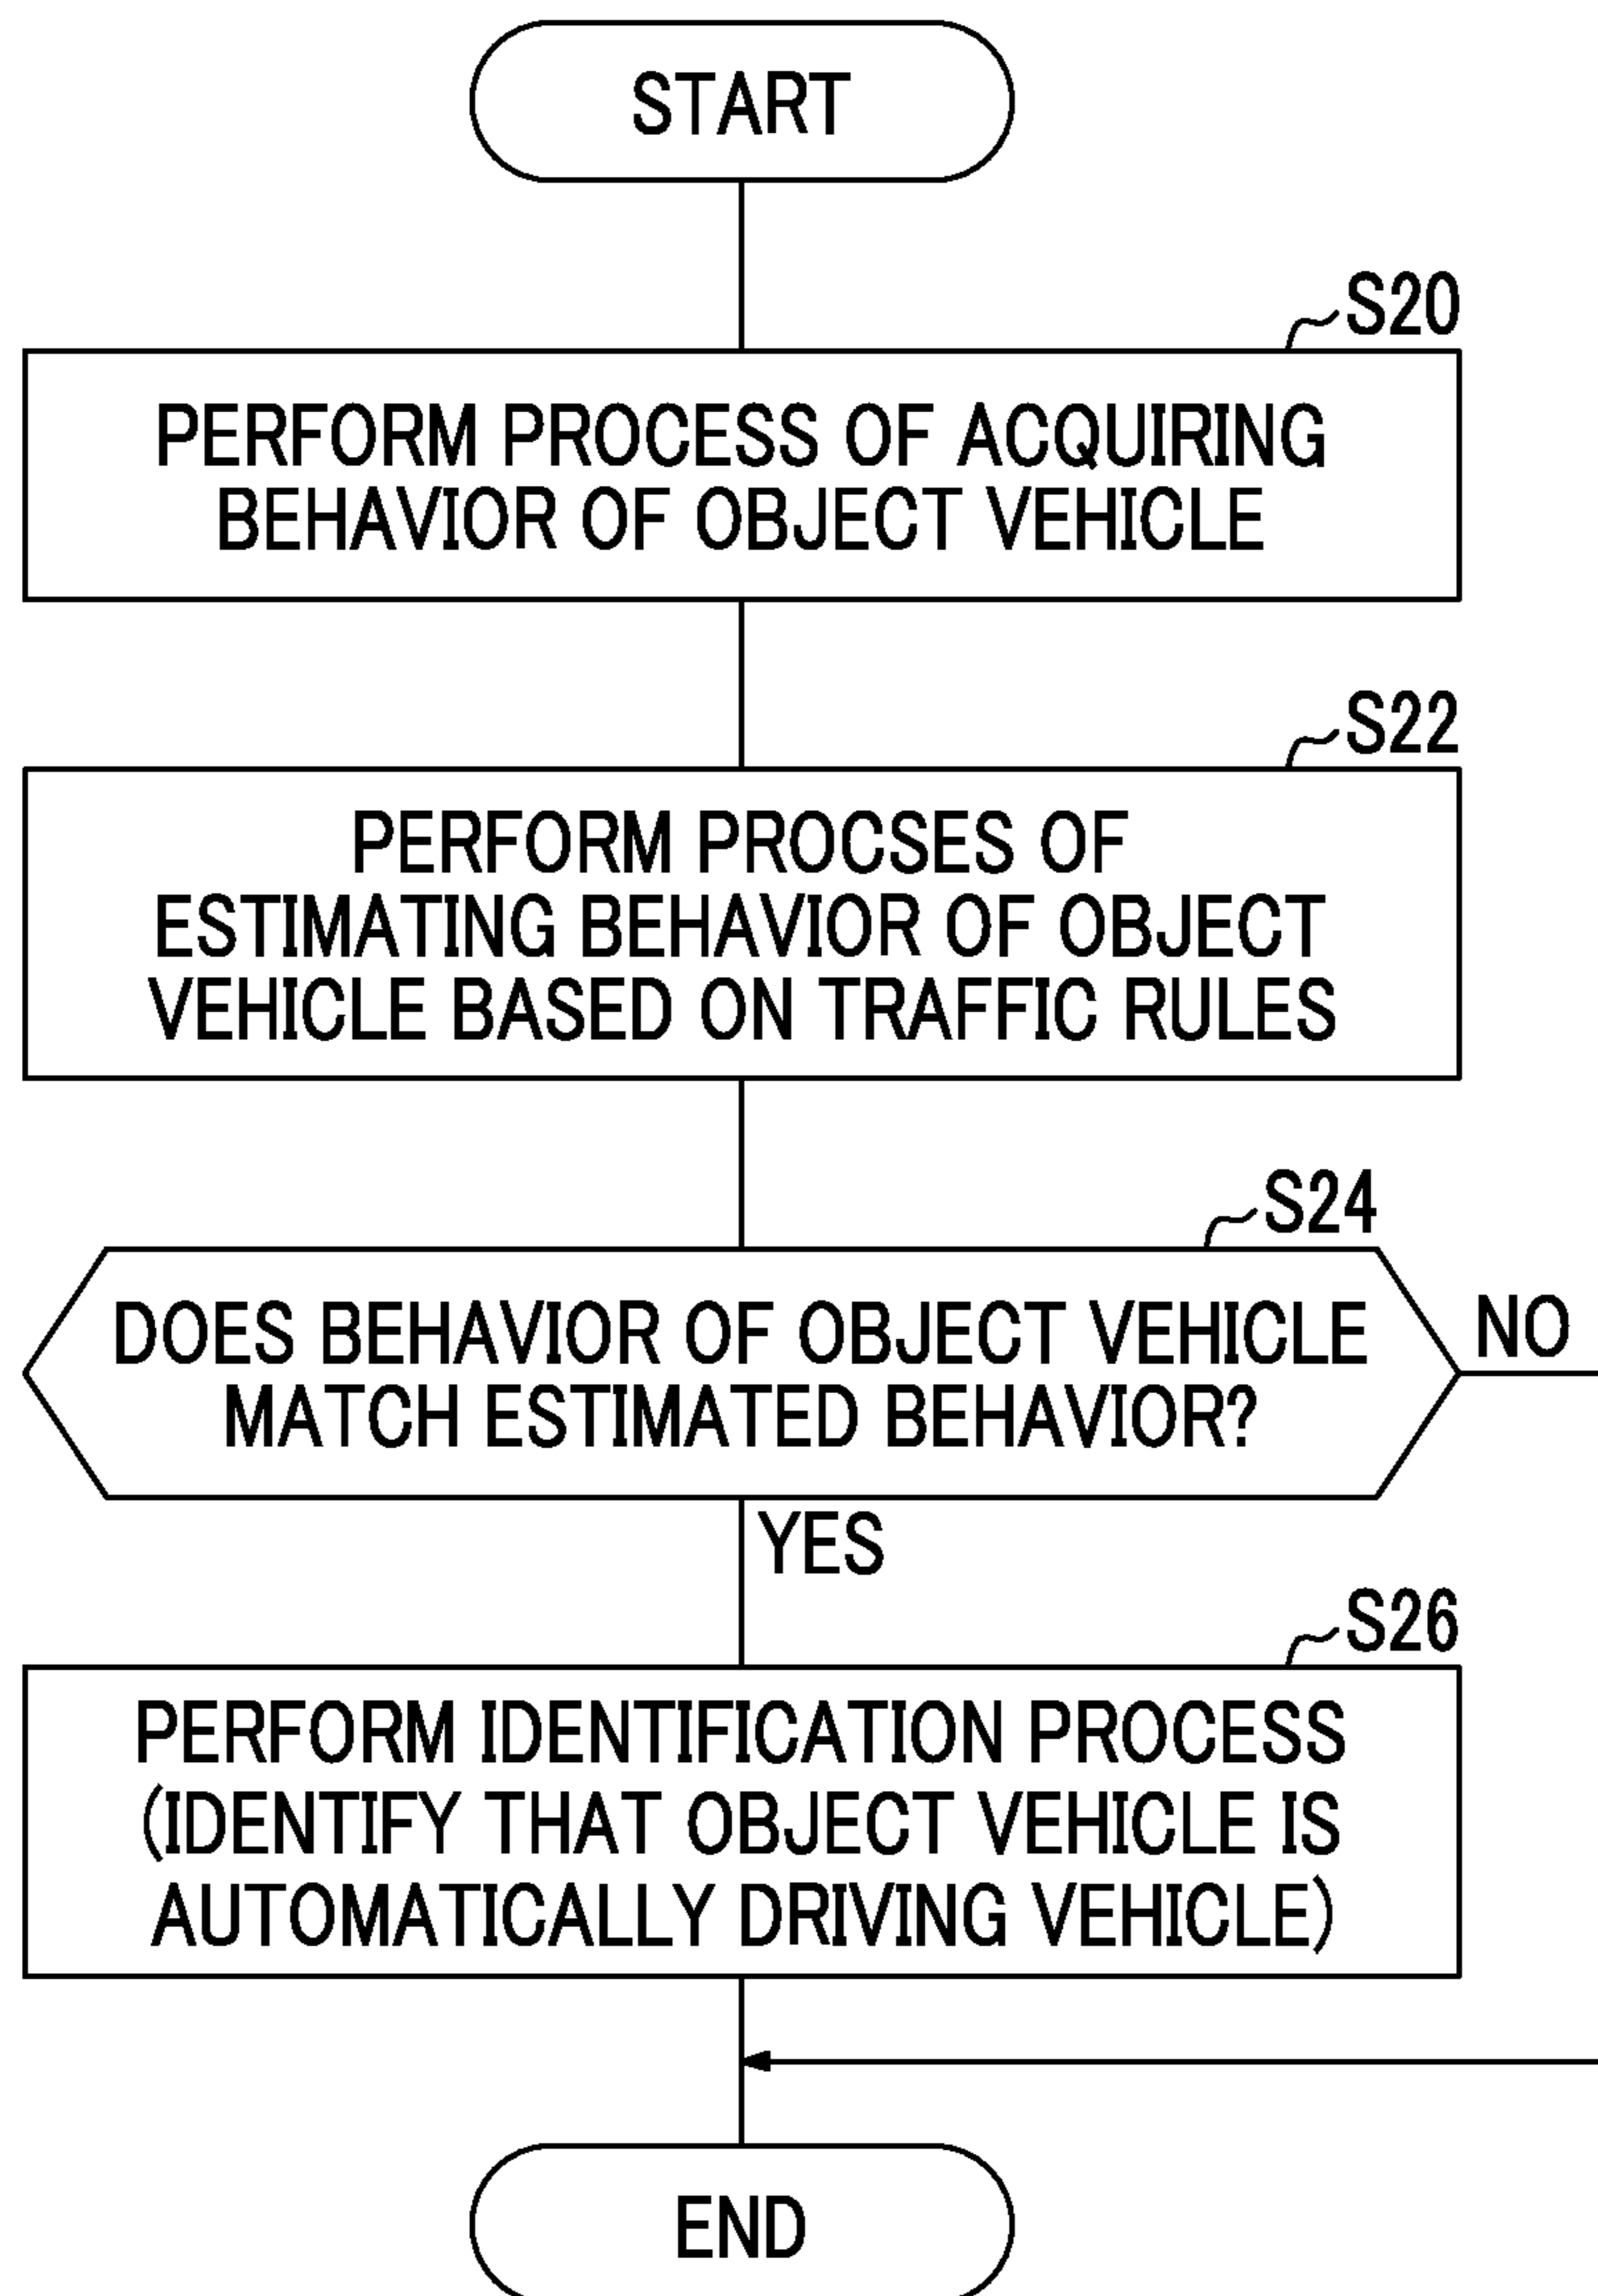 START
S20
PERFORM PROCESS OF ACQUIRING
BEHAVIOR OF OBJECT VEHICLE
S22
PERFORM PROCSES OF
ESTIMATING BEHAVIOR OF OBJECT
VEHICLE BASED ON TRAFFIC RULES
S24
DOES BEHAVIOR OF OBJECT VEHICLE
MATCH ESTIMATED BEHAVIOR?
NO
YES
S26
PERFORM IDENTIFICATION PROCESS
(IDENTIFY THAT OBJECT VEHICLE IS
AUTOMATICALLY DRIVING VEHICLE)
END